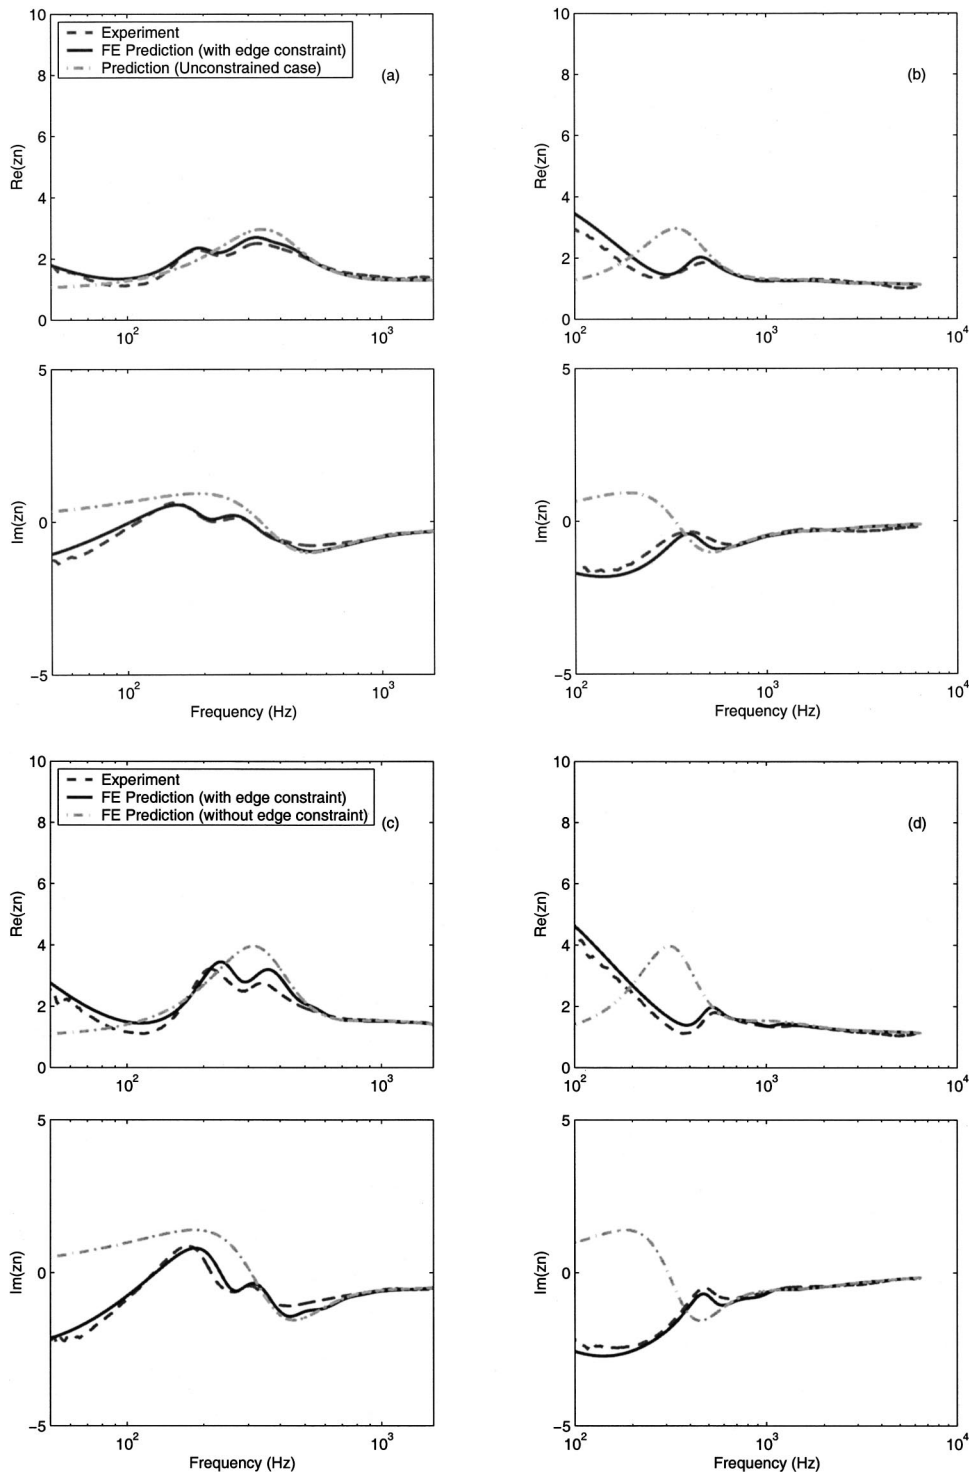 10
8
6
4
2
0
Re(zn)
Experiment
FE Prediction (with edge constraint)
Prediction (Unconstrained case)
(a)
10²
10³
10
8
6
4
2
0
Re(zn)
(b)
10²
10³
10⁴
5
0
−5
Im(zn)
10²
10³
Frequency (Hz)
5
0
−5
Im(zn)
10²
10³
10⁴
Frequency (Hz)
10
8
6
4
2
0
Re(zn)
Experiment
FE Prediction (with edge constraint)
FE Prediction (without edge constraint)
(c)
10²
10³
10
8
6
4
2
0
Re(zn)
(d)
10²
10³
10⁴
5
0
−5
Im(zn)
10²
10³
Frequency (Hz)
5
0
−5
Im(zn)
10²
10³
10⁴
Frequency (Hz)